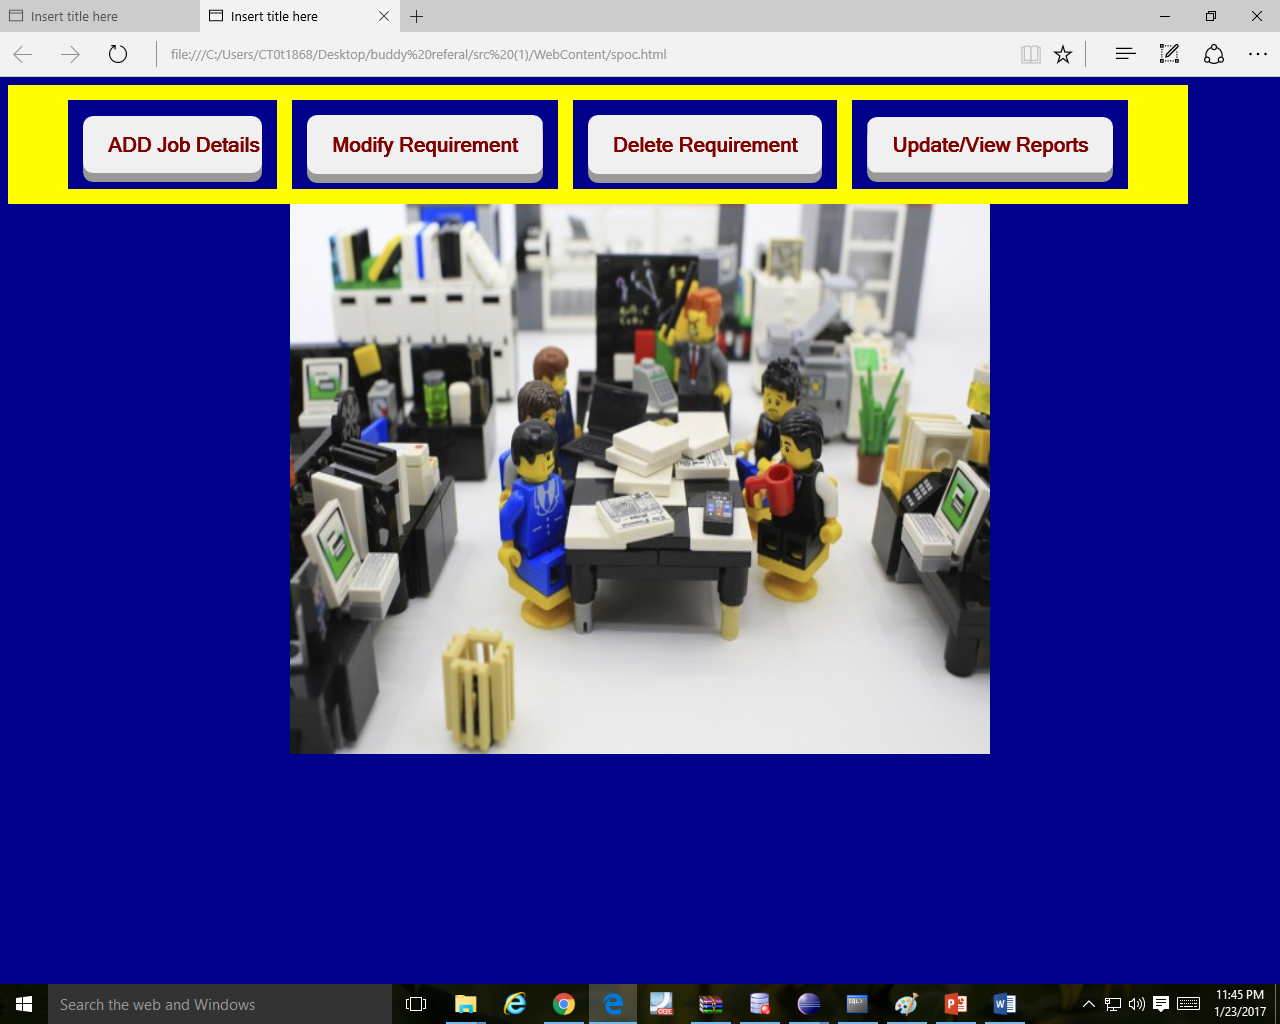 Insert title here
Insert title here
file:///C:/Users/CT0t1868/Desktop/buddy%20referal/src%20(1)/WebContent/spoc.html
ADD Job Details
Modify Requirement
Delete Requirement
Update/View Reports
Search the web and Windows
11:45 PM
1/23/2017